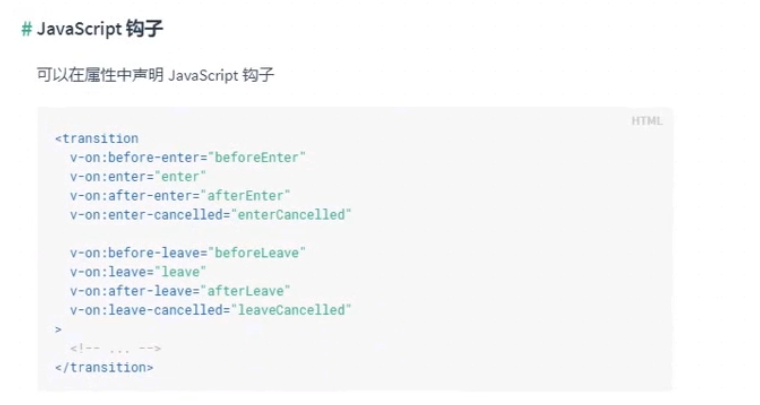 # JavaScript 钩子
可以在属性中声明 JavaScript 钩子
HTML
<transition
  v-on:before-enter="beforeEnter"
  v-on:enter="enter"
  v-on:after-enter="afterEnter"
  v-on:enter-cancelled="enterCancelled"

  v-on:before-leave="beforeLeave"
  v-on:leave="leave"
  v-on:after-leave="afterLeave"
  v-on:leave-cancelled="leaveCancelled"
>
  <!-- ... -->
</transition>